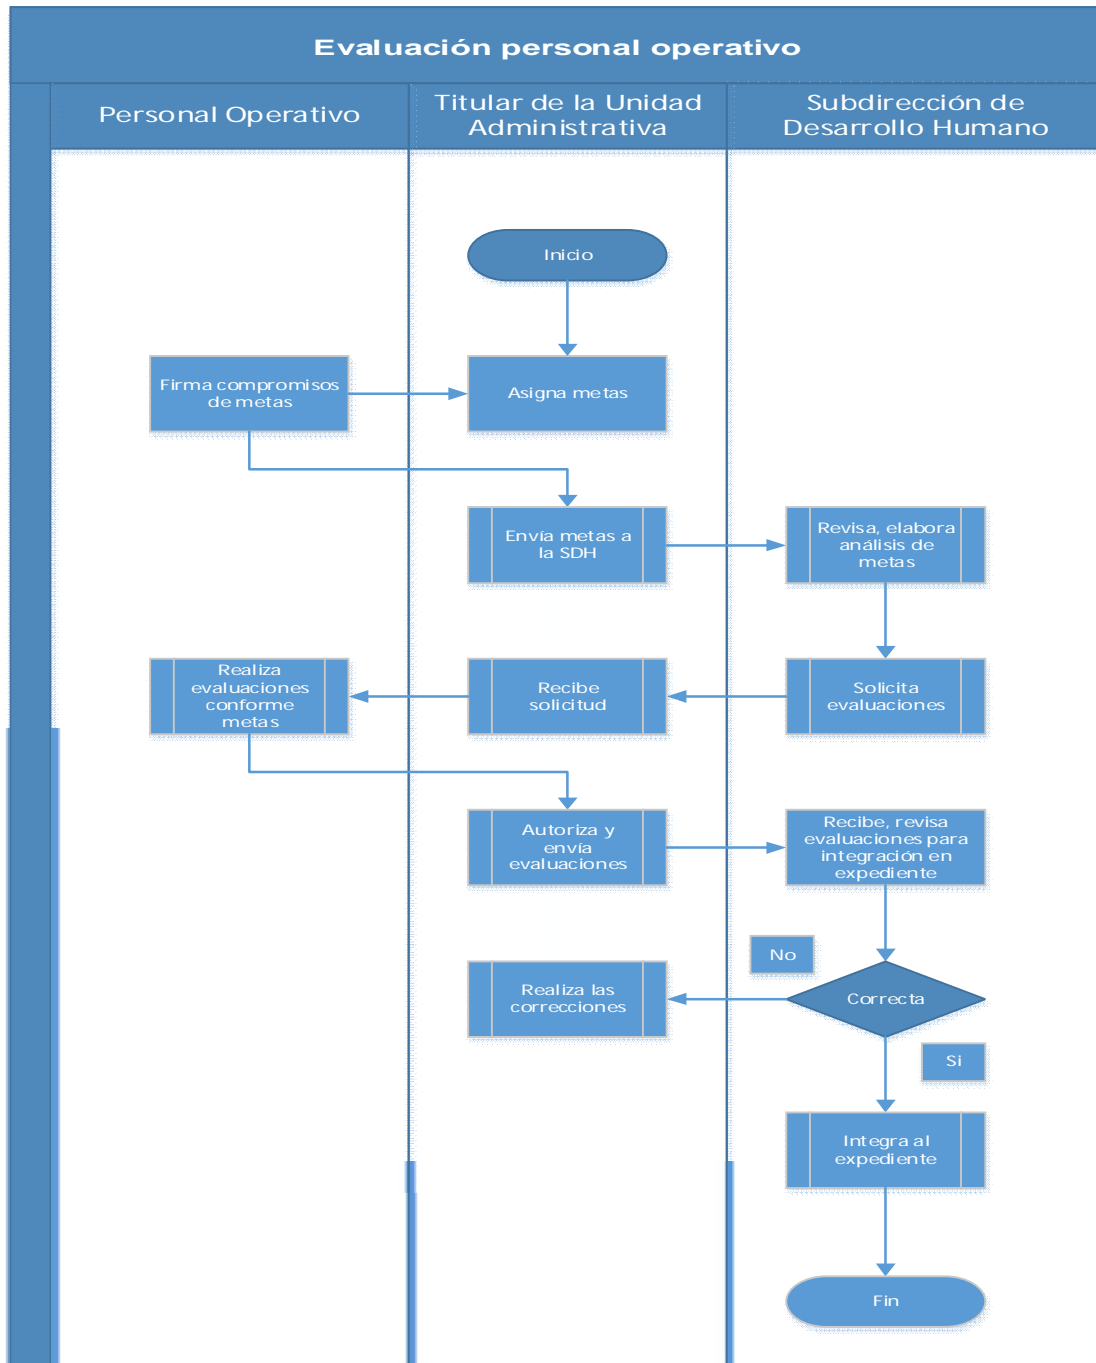 Evaluación personal operativo
Personal Operativo
Titular de la Unidad
Administrativa
Subdirección de
Desarrollo Humano
Inicio
Firma compromisos
de metas
Asigna metas
Envía metas a
la SDH
Revisa, elabora
análisis de
metas
Realiza
evaluaciones
conforme
metas
Recibe
solicitud
Solicita
evaluaciones
Autoriza y
envía
evaluaciones
Recibe, revisa
evaluaciones para
integración en
expediente
No
Realiza las
correcciones
Correcta
Si
Integra al
expediente
Fin